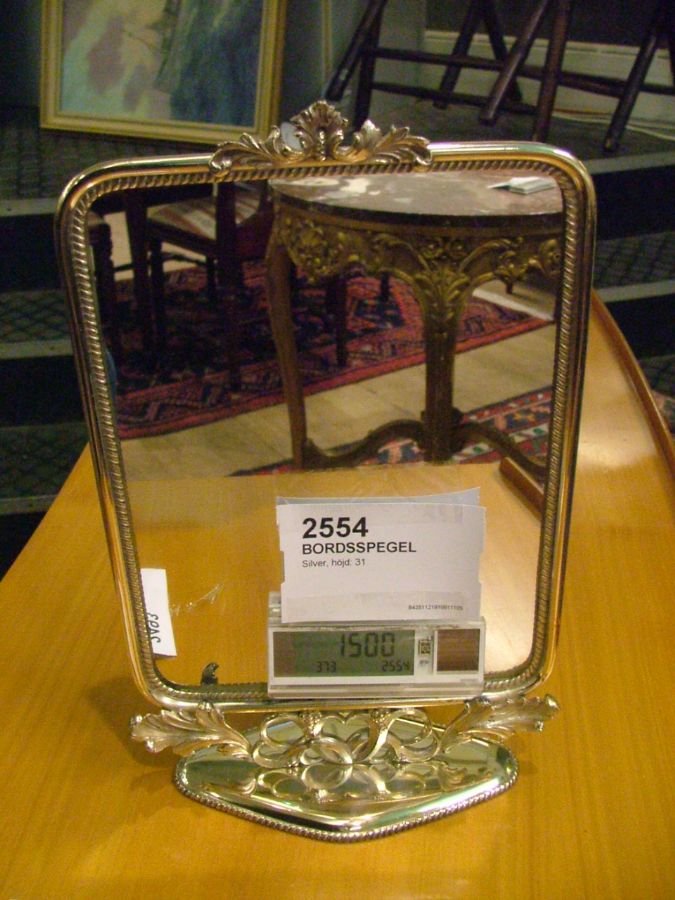 2554
BORDSSPEGEL
Silver, höjd: 31
1500
373 2554